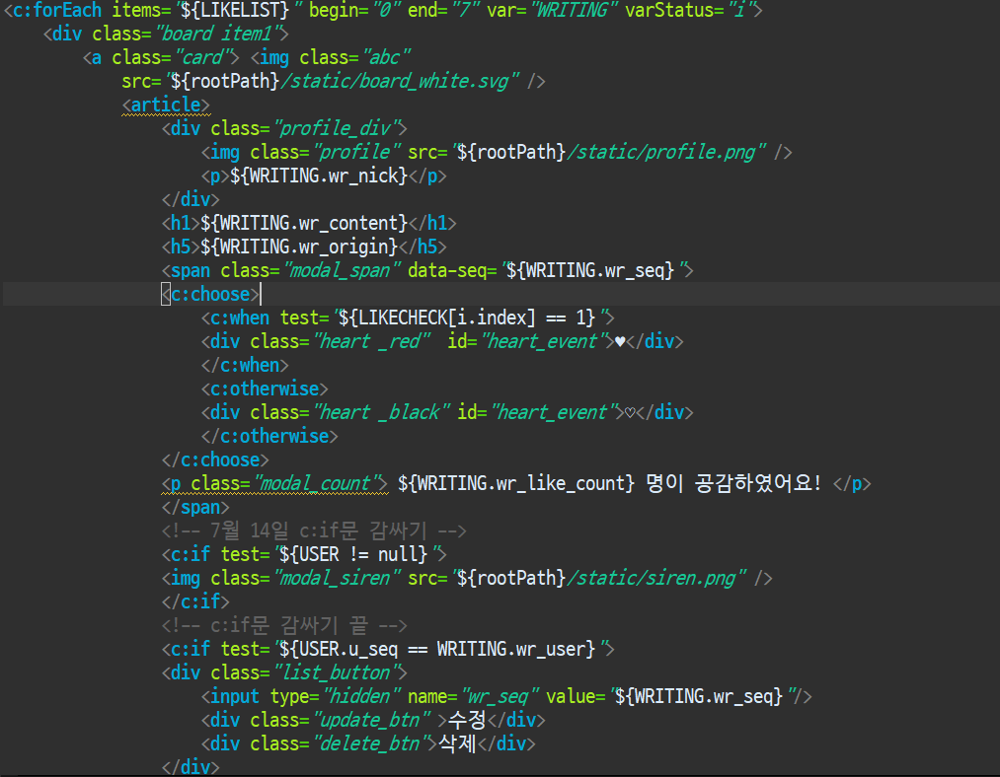 <c:forEach items="${LIKELIST}" begin="0" end="7" var="WRITING" varStatus="i">
<div class="board item1">
<a class="card"> <img class="abc"
src="${rootPath}/static/board_white.svg" />
<article>
<div class="profile_div">
<img class="profile" src="${rootPath}/static/profile.png" />
<p>${WRITING.wr_nick}</p>
</div>
<h1>${WRITING.wr_content}</h1>
<h5>${WRITING.wr_origin}</h5>
<span class="modal_span" data-seq="${WRITING.wr_seq}">
<c:choose>
<c:when test="${LIKECHECK[i.index] == 1}">
<div class="heart _red"  id="heart_event">♥</div>
</c:when>
<c:otherwise>
<div class="heart _black" id="heart_event">♡</div>
</c:otherwise>
</c:choose>
<p class="modal_count"> ${WRITING.wr_like_count} 명이 공감하였어요! </p>
</span>
<!-- 7월 14일 c:if문 감싸기 -->
<c:if test="${USER != null}">
<img class="modal_siren" src="${rootPath}/static/siren.png" />
</c:if>
<!-- c:if문 감싸기 끝 -->
<c:if test="${USER.u_seq == WRITING.wr_user}">
<div class="list_button">
<input type="hidden" name="wr_seq" value="${WRITING.wr_seq}"/>
<div class="update_btn" >수정</div>
<div class="delete_btn">삭제</div>
</div>